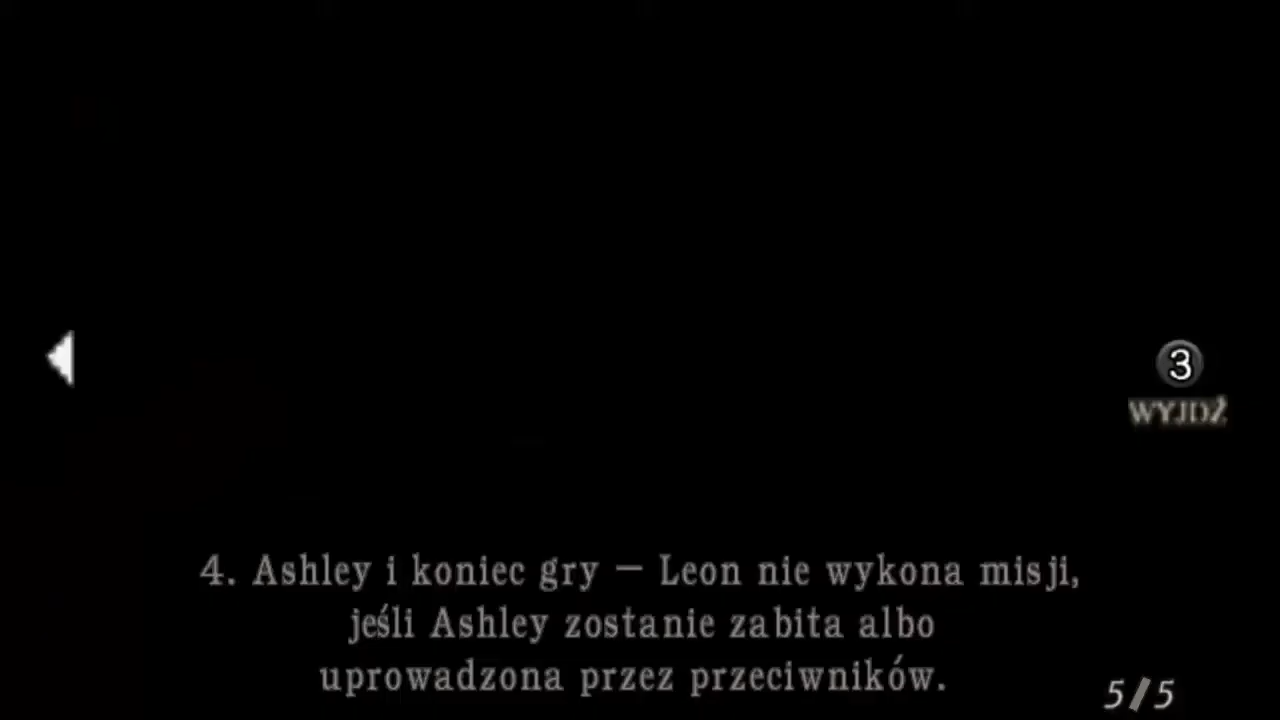 3
WYJDŹ
4. Ashley i koniec gry — Leon nie wykona misji,
jeśli Ashley zostanie zabita albo
uprowadzona przez przeciwników.
5/5